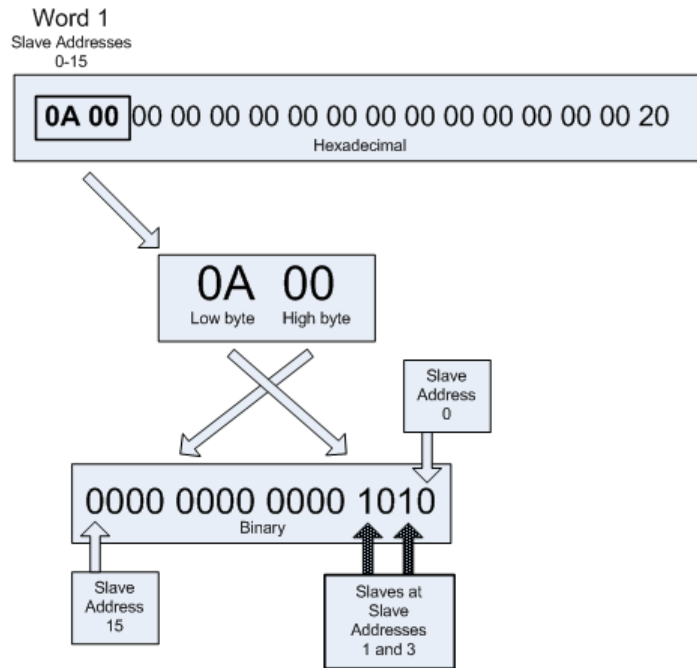 Word 1
Slave Addresses
0-15
0A 00 00 00 00 00 00 00 00 00 00 00 00 00 00 20
Hexadecimal
0A 00
Low byte High byte
Slave
Address
0
0000 0000 0000 1010
Binary
Slave
Address
15
Slaves at
Slave
Addresses
1 and 3